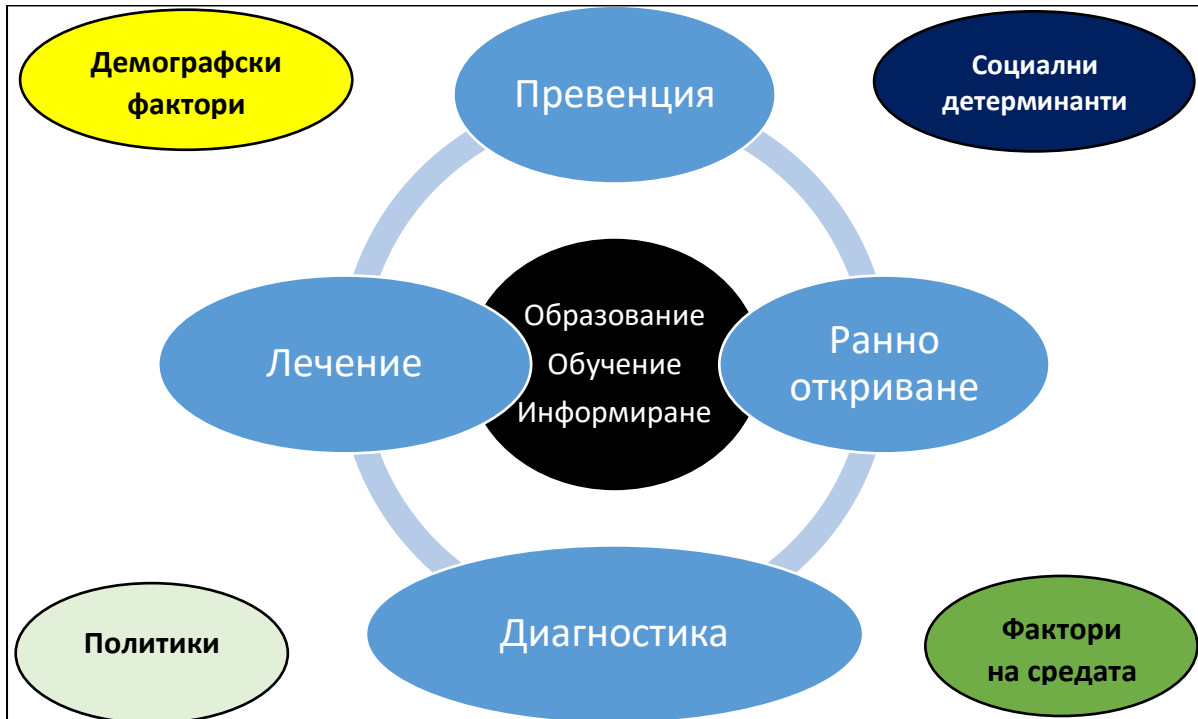 Демографски
фактори
Превенция
Социални
детерминанти
Лечение
Образование
Обучение
Информиране
Ранно
откриване
Политики
Диагностика
Фактори
на средата